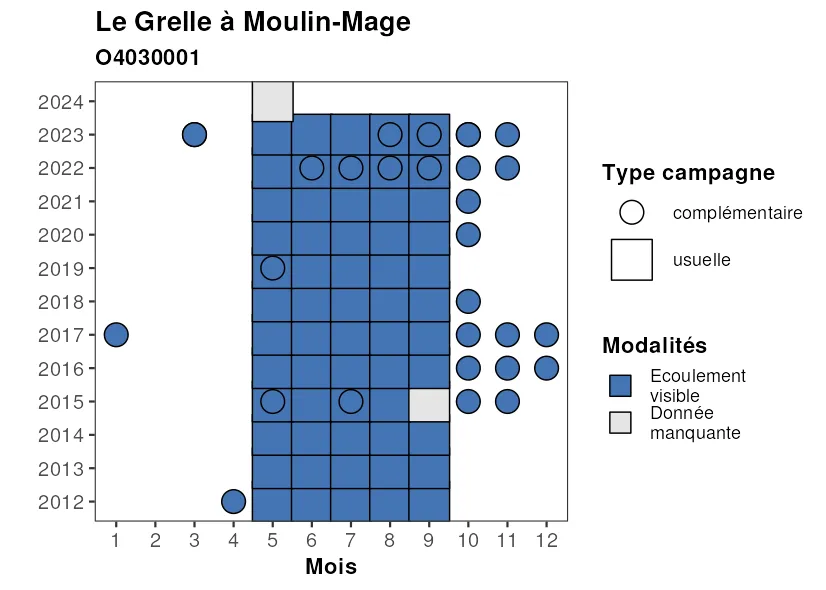 Le Grelle à Moulin-Mage
O4030001
2024
2023
2022
2021
2020
2019
2018
2017
2016
2015
2014
2013
2012
1 2 3 4 5 6 7 8 9 10 11 12
Mois
Type campagne
complémentaire
usuelle
Modalités
Ecoulement
visible
Donnée
manquante